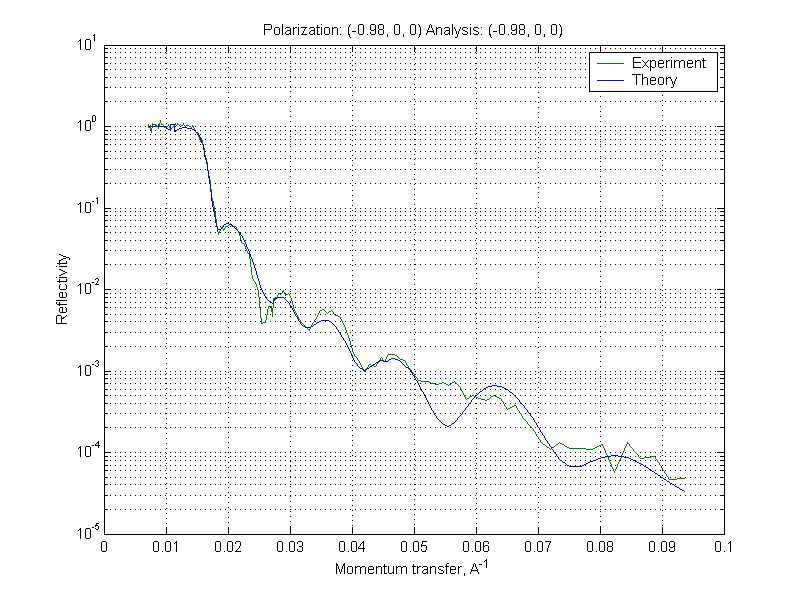 Polarization: (-0.98, 0, 0) Analysis: (-0.98, 0, 0)
Experiment
Theory
10^1
10^0
10^-1
10^-2
10^-3
10^-4
10^-5
Reflectivity
0 0.01 0.02 0.03 0.04 0.05 0.06 0.07 0.08 0.09 0.1
Momentum transfer, A^-1